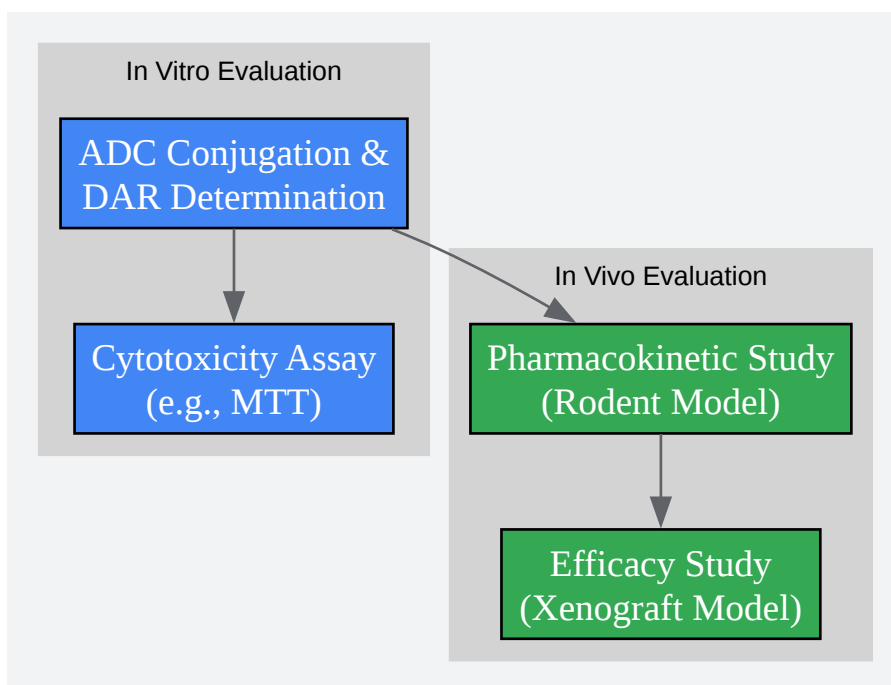 In Vitro Evaluation
ADC Conjugation &
DAR Determination
Cytotoxicity Assay
(e.g., MTT)
In Vivo Evaluation
Pharmacokinetic Study
(Rodent Model)
Efficacy Study
(Xenograft Model)